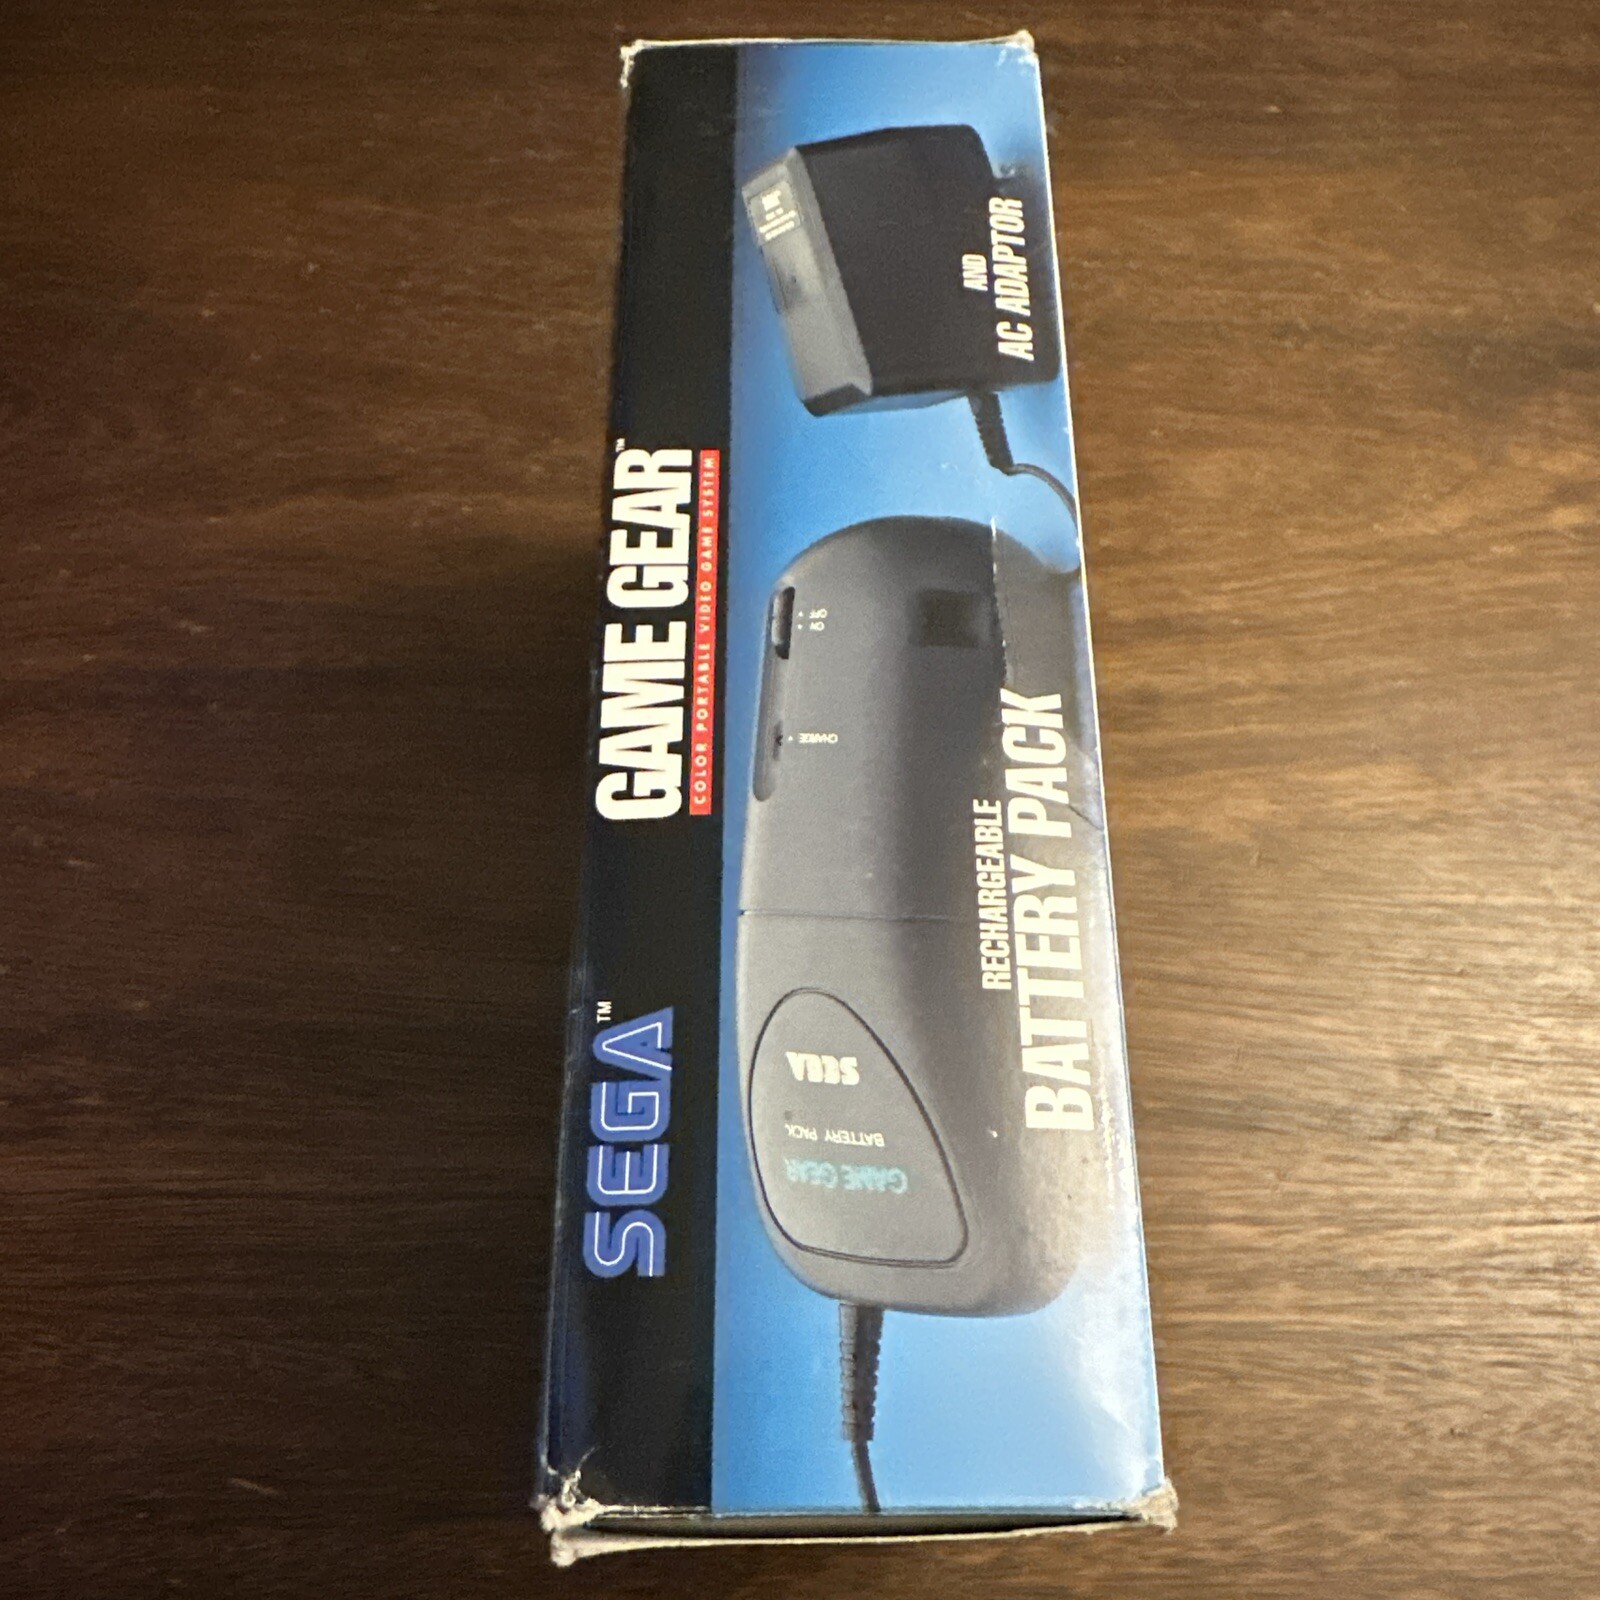 SEGA™
GAME GEAR™
COLOR PORTABLE VIDEO GAME SYSTEM
RECHARGEABLE
BATTERY PACK
AND
AC ADAPTOR
OFF
ON
CHARGE
SEGA
BATTERY PACK
GAME GEAR